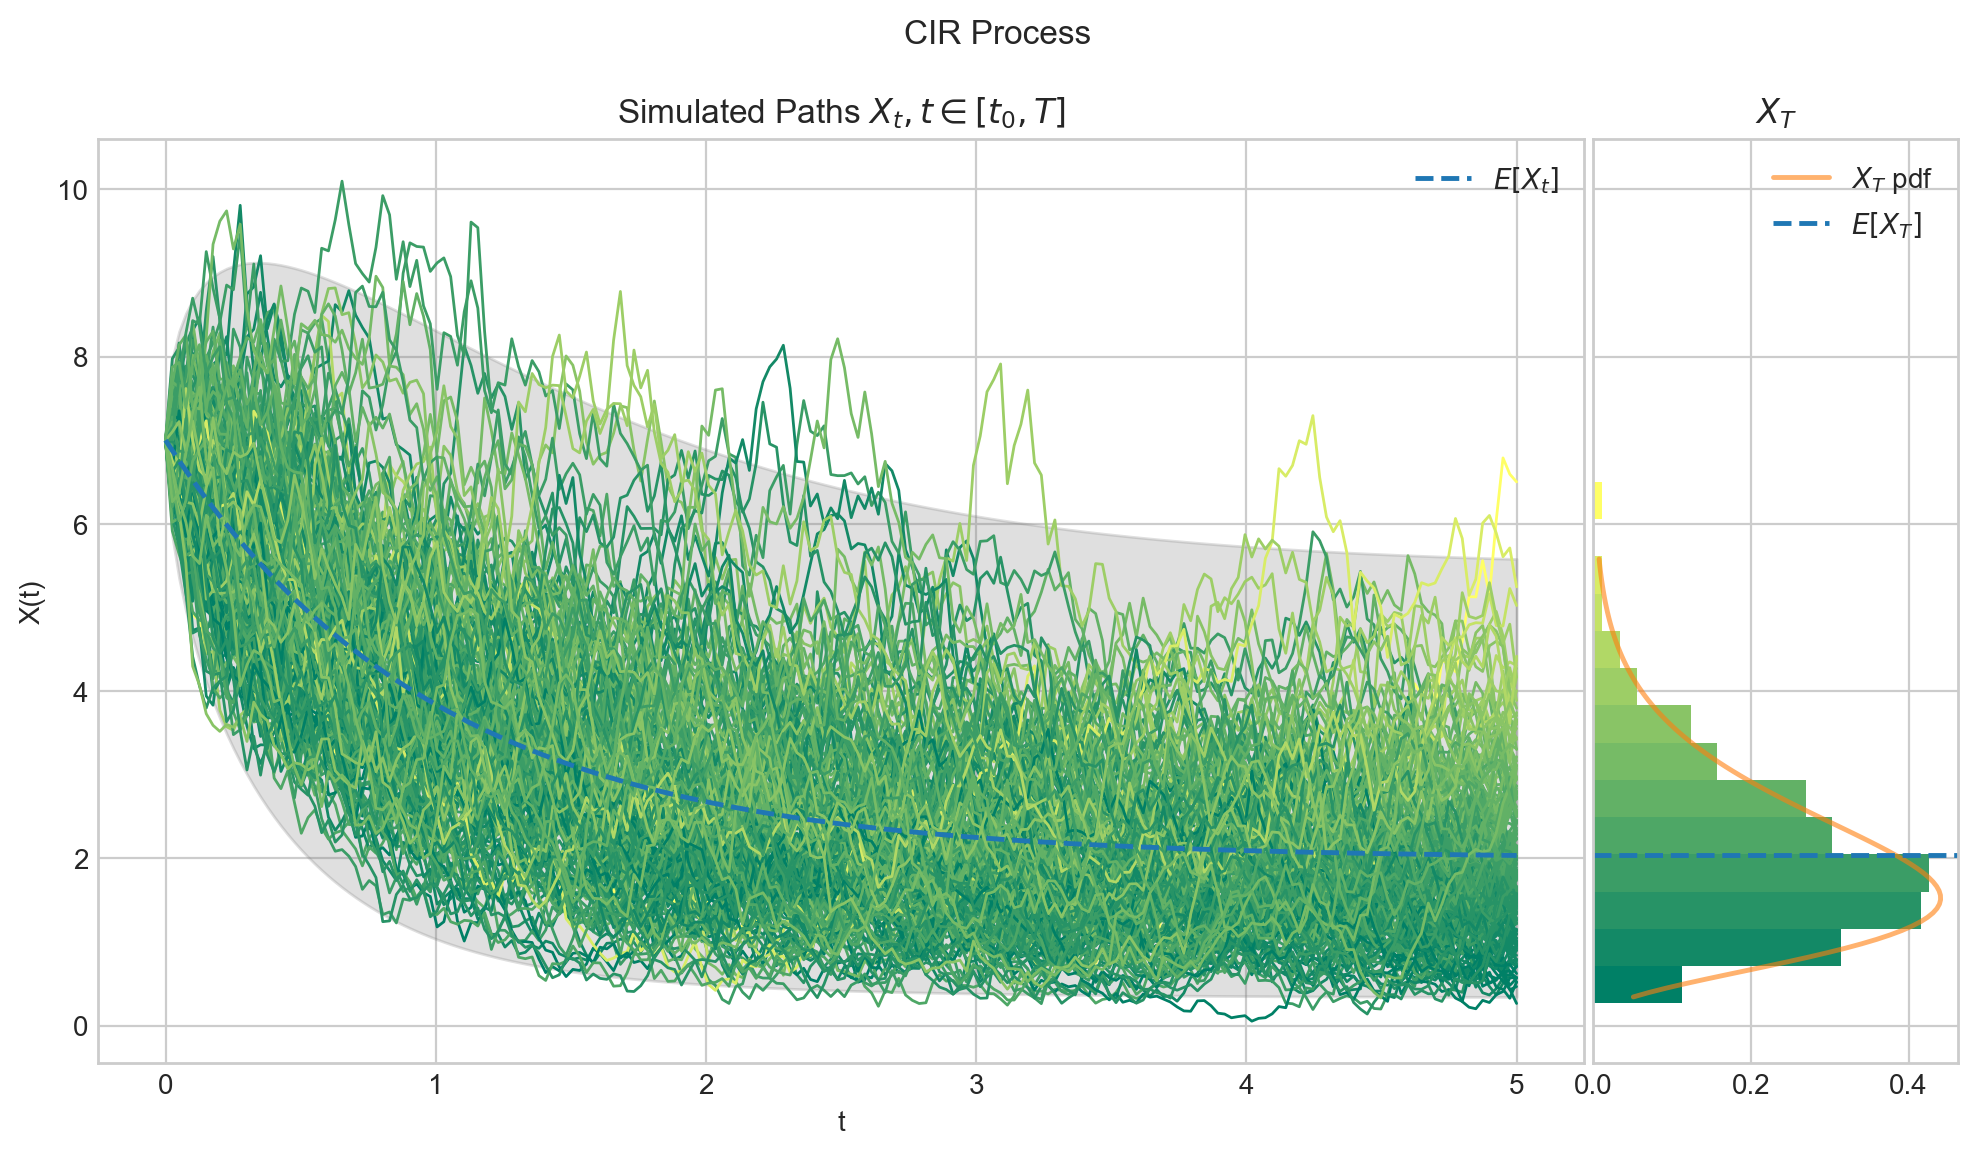 CIR Process
Simulated Paths $X_t, t \in [t_0, T]$
$X_T$
$E[X_t]$
$X_T$ pdf
$E[X_T]$
X(t)
10
8
6
4
2
0
0 1 2 3 4 5
0.0 0.2 0.4
t